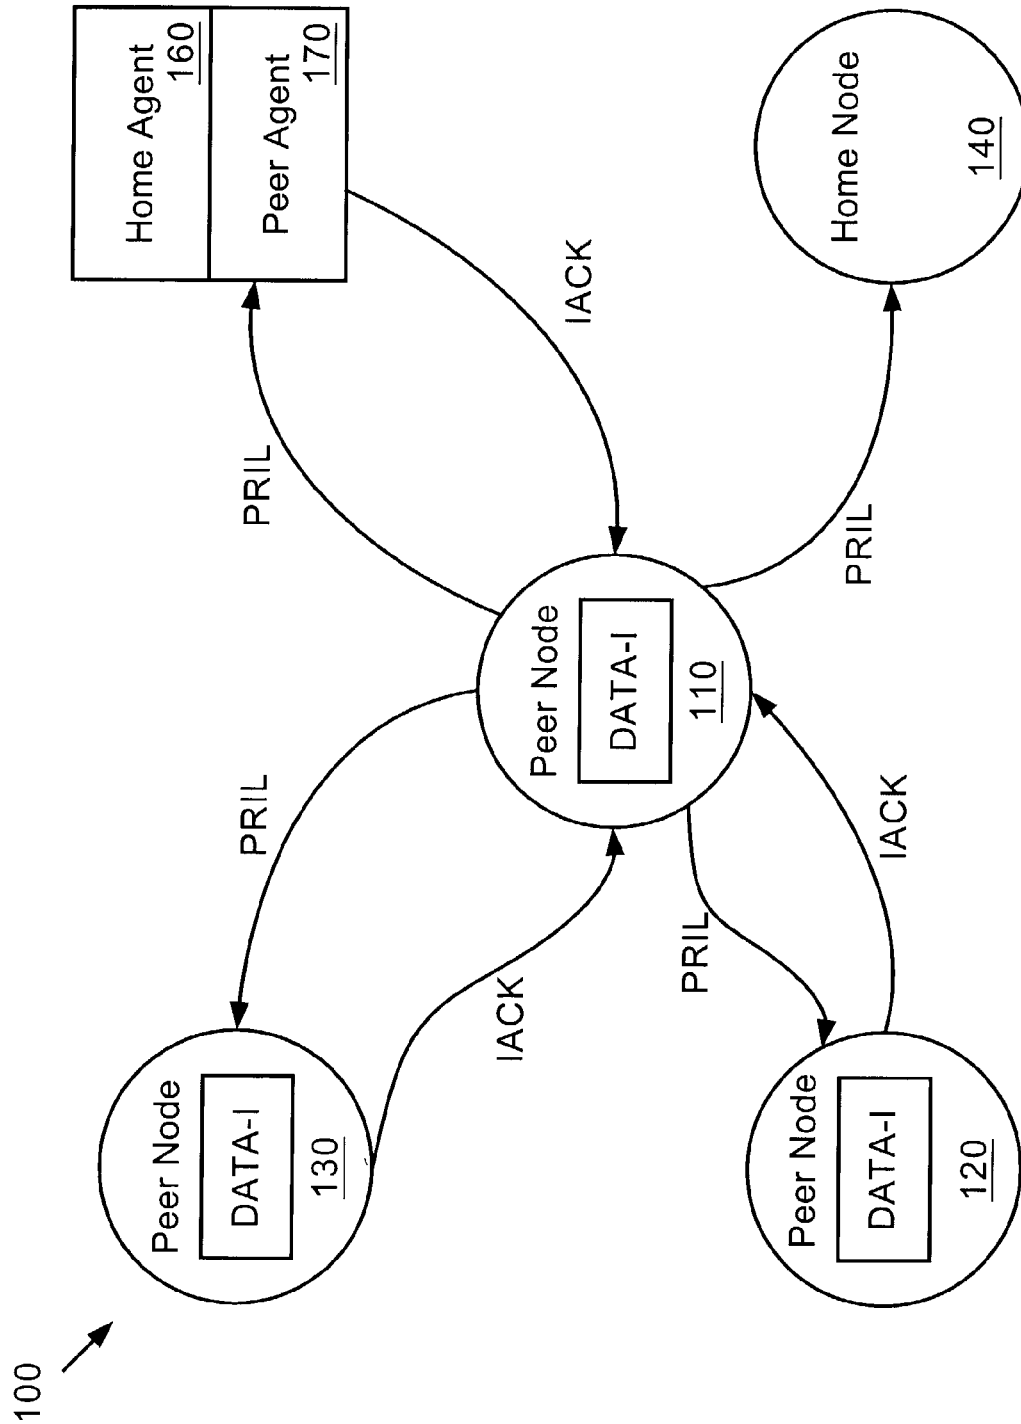 100
Peer Node
DATA-I
130
PRIL
IACK
Peer Node
DATA-I
120
PRIL
IACK
Peer Node
DATA-I
110
PRIL
IACK
PRIL
Home Agent
160
Peer Agent
170
Home Node
140